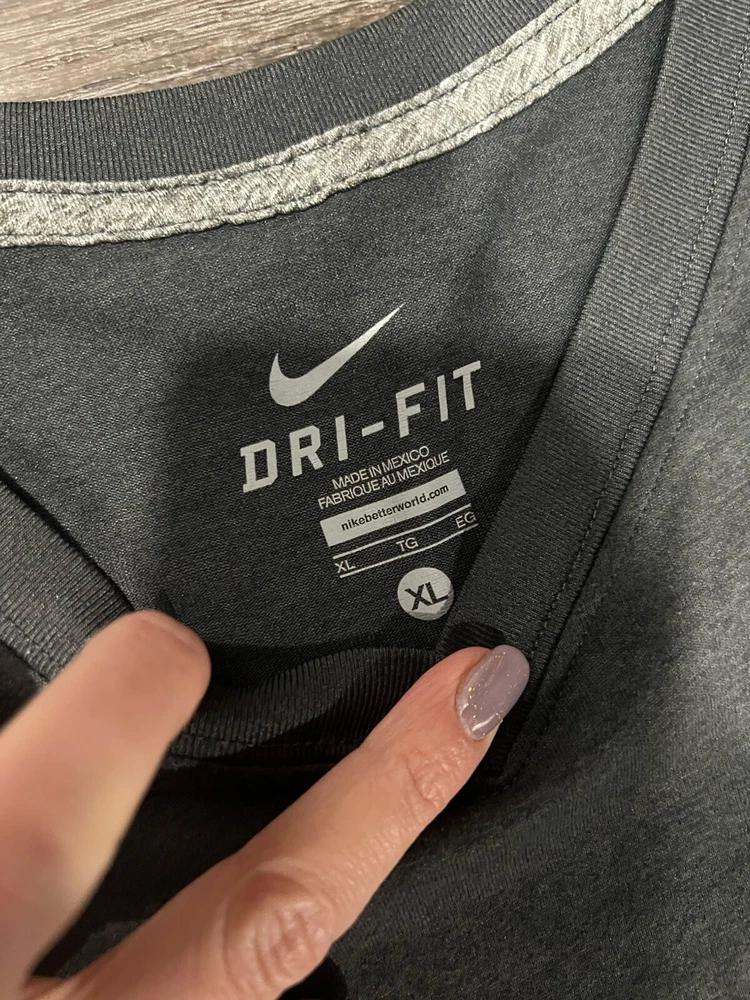 DRI-FIT
MADE IN MEXICO
FABRIQUE AU MEXIQUE
nikebetterworld.com
XL TG EG
XL